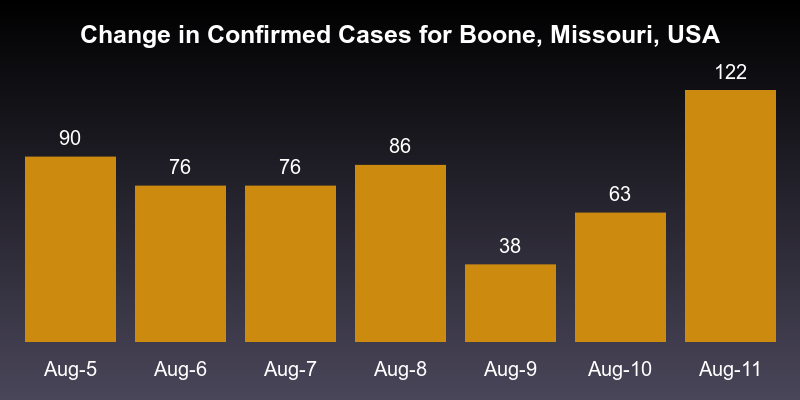 Change in Confirmed Cases for Boone, Missouri, USA
90
76
76
86
38
63
122
Aug-5
Aug-6
Aug-7
Aug-8
Aug-9
Aug-10
Aug-11